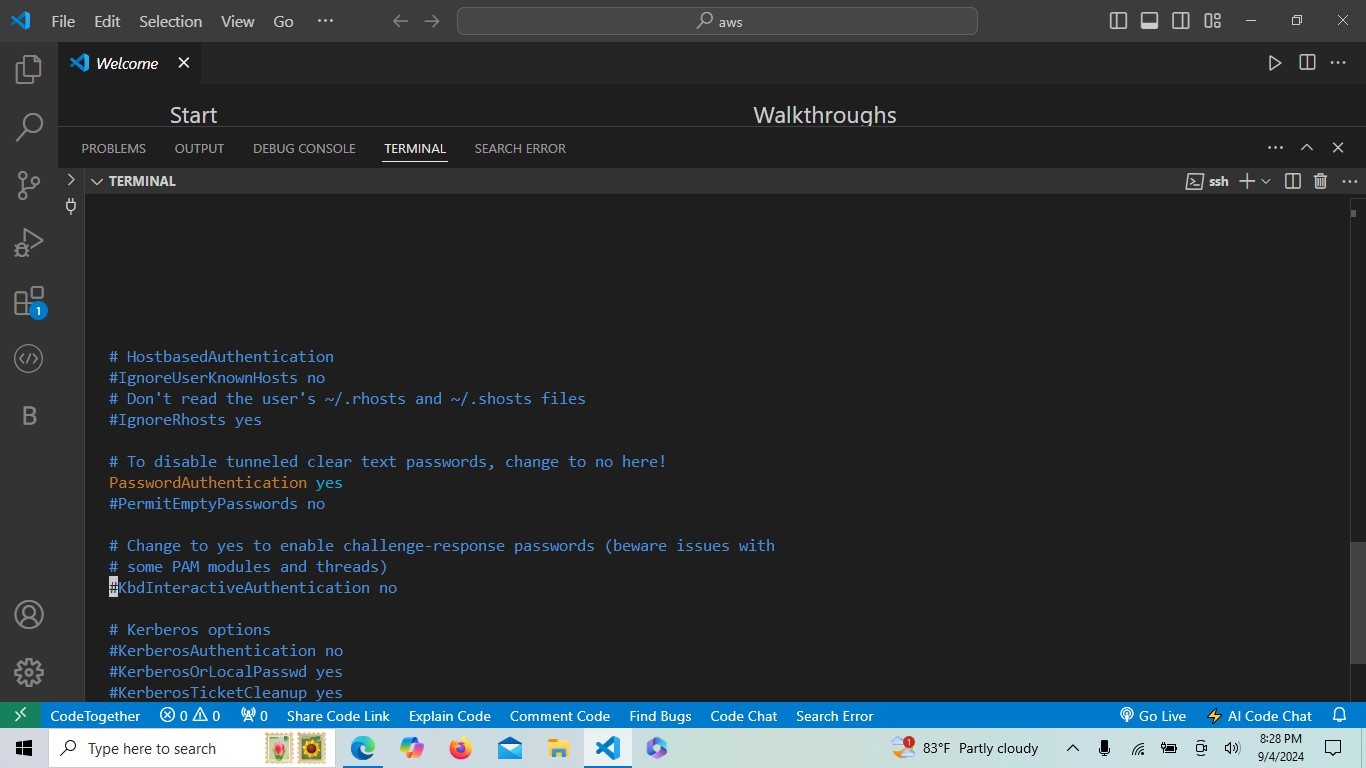 File Edit Selection View Go ···
aws
Welcome
Start Walkthroughs
PROBLEMS OUTPUT DEBUG CONSOLE TERMINAL SEARCH ERROR
TERMINAL
ssh
1
# HostbasedAuthentication
#IgnoreUserKnownHosts no
# Don't read the user's ~/.rhosts and ~/.shosts files
#IgnoreRhosts yes
# To disable tunneled clear text passwords, change to no here!
PasswordAuthentication yes
#PermitEmptyPasswords no
# Change to yes to enable challenge-response passwords (beware issues with
# some PAM modules and threads)
#KbdInteractiveAuthentication no
# Kerberos options
#KerberosAuthentication no
#KerberosOrLocalPasswd yes
#KerberosTicketCleanup yes
B
CodeTogether 0 0 0 Share Code Link Explain Code Comment Code Find Bugs Code Chat Search Error Go Live AI Code Chat
Type here to search 1 83°F Partly cloudy 8:28 PM
9/4/2024